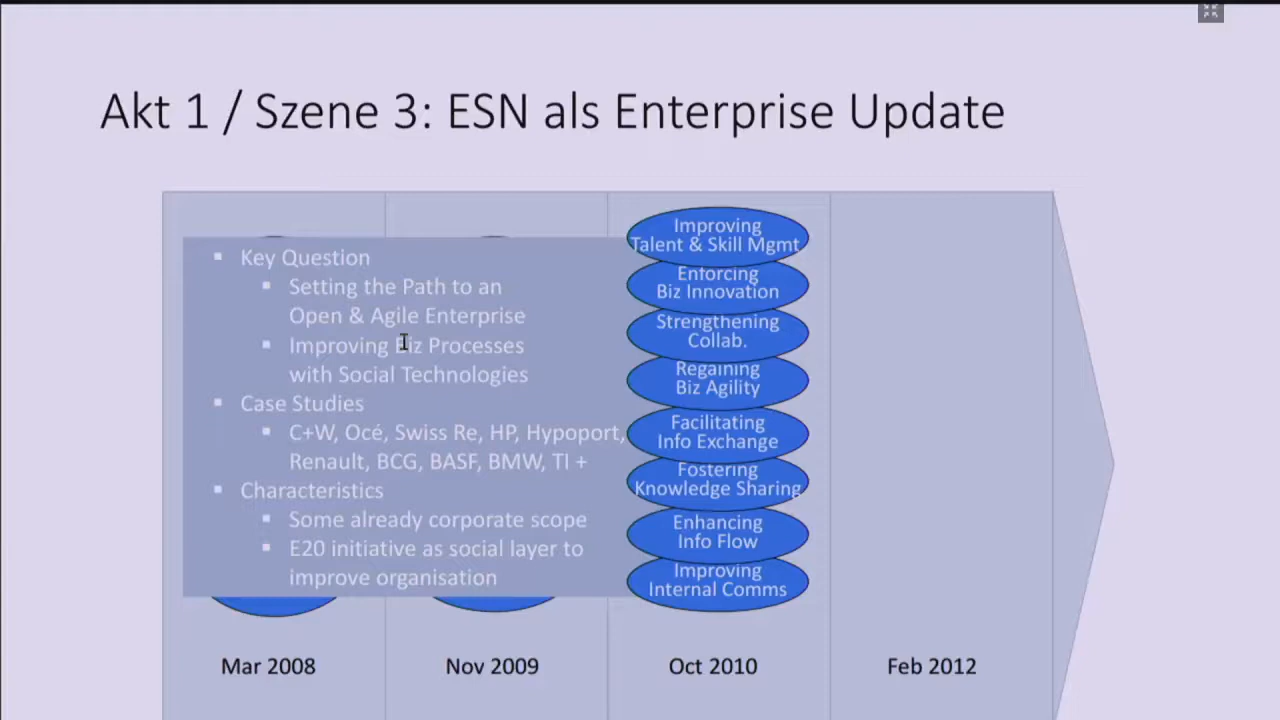 Akt 1 / Szene 3: ESN als Enterprise Update
▪ Key Question
▪ Setting the Path to an
Open & Agile Enterprise
▪ Improving Biz Processes
with Social Technologies
▪ Case Studies
▪ C+W, Océ, Swiss Re, HP, Hypoport,
Renault, BCG, BASF, BMW, TI +
▪ Characteristics
▪ Some already corporate scope
▪ E20 initiative as social layer to
improve organisation
Improving
Talent & Skill Mgmt
Enforcing
Biz Innovation
Strengthening
Collab.
Regaining
Biz Agility
Facilitating
Info Exchange
Fostering
Knowledge Sharing
Enhancing
Info Flow
Improving
Internal Comms
Mar 2008
Nov 2009
Oct 2010
Feb 2012